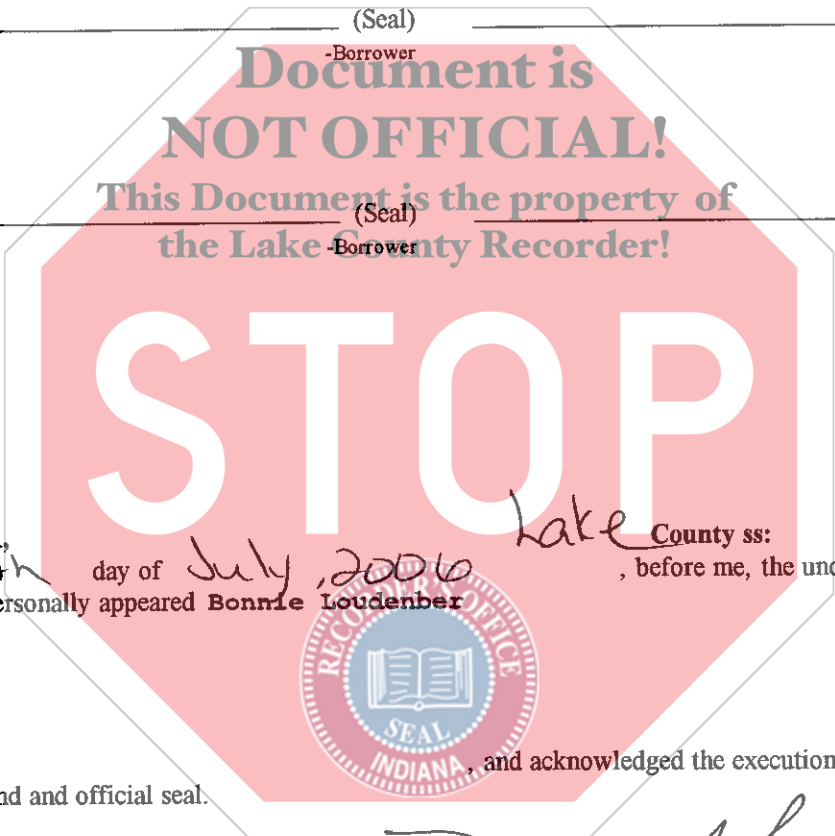 (Seal)
-Borrower
Document is
NOT OFFICIAL!
This Document is the property of
(Seal)
the Lake County Recorder!
-Borrower
STOP
Lake County ss:
day of July, 2006, before me, the und
ersonally appeared Bonnie Loudenber
RECORDER'S OFFICE
SEAL
INDIANA
, and acknowledged the execution
nd and official seal.